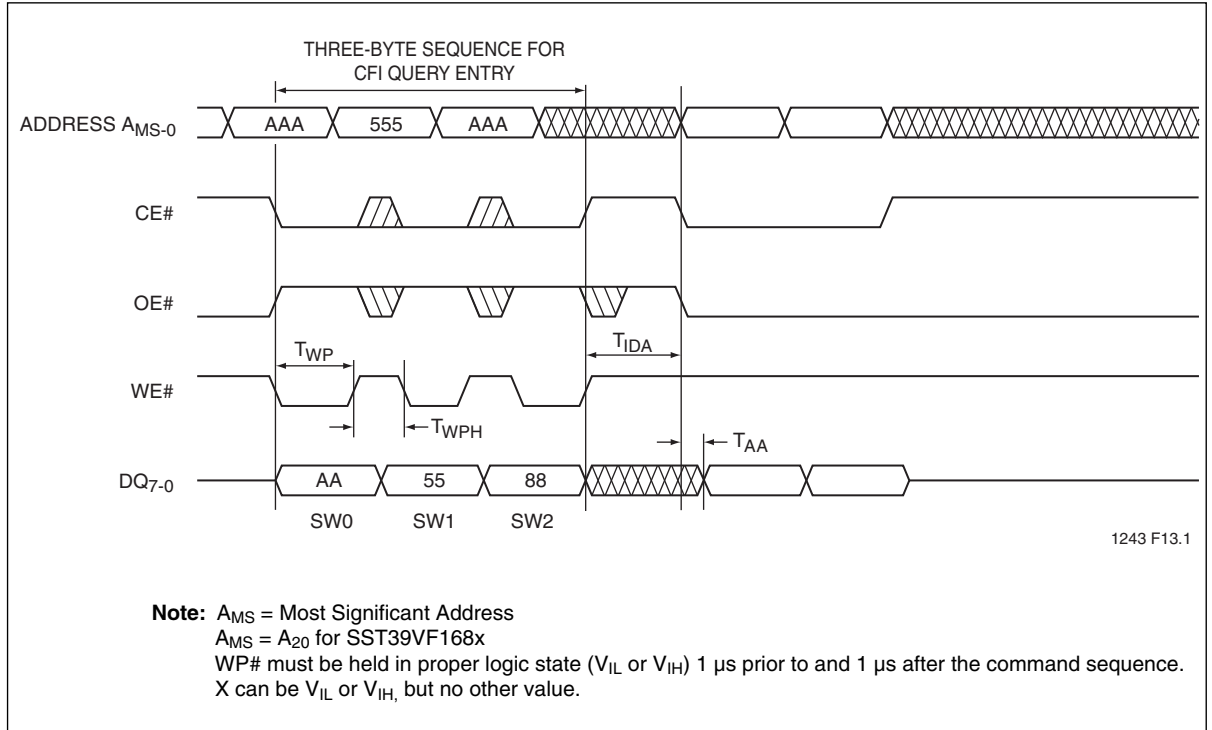 THREE-BYTE SEQUENCE FOR
CFI QUERY ENTRY
ADDRESS AMS-0
AAA 555 AAA
CE#
OE#
TWP
TIDA
WE#
TWPH
TAA
DQ7-0
AA 55 88
SW0 SW1 SW2
1243 F13.1
Note: AMS = Most Significant Address
AMS = A20 for SST39VF168x
WP# must be held in proper logic state (VIL or VIH) 1 µs prior to and 1 µs after the command sequence.
X can be VIL or VIH, but no other value.